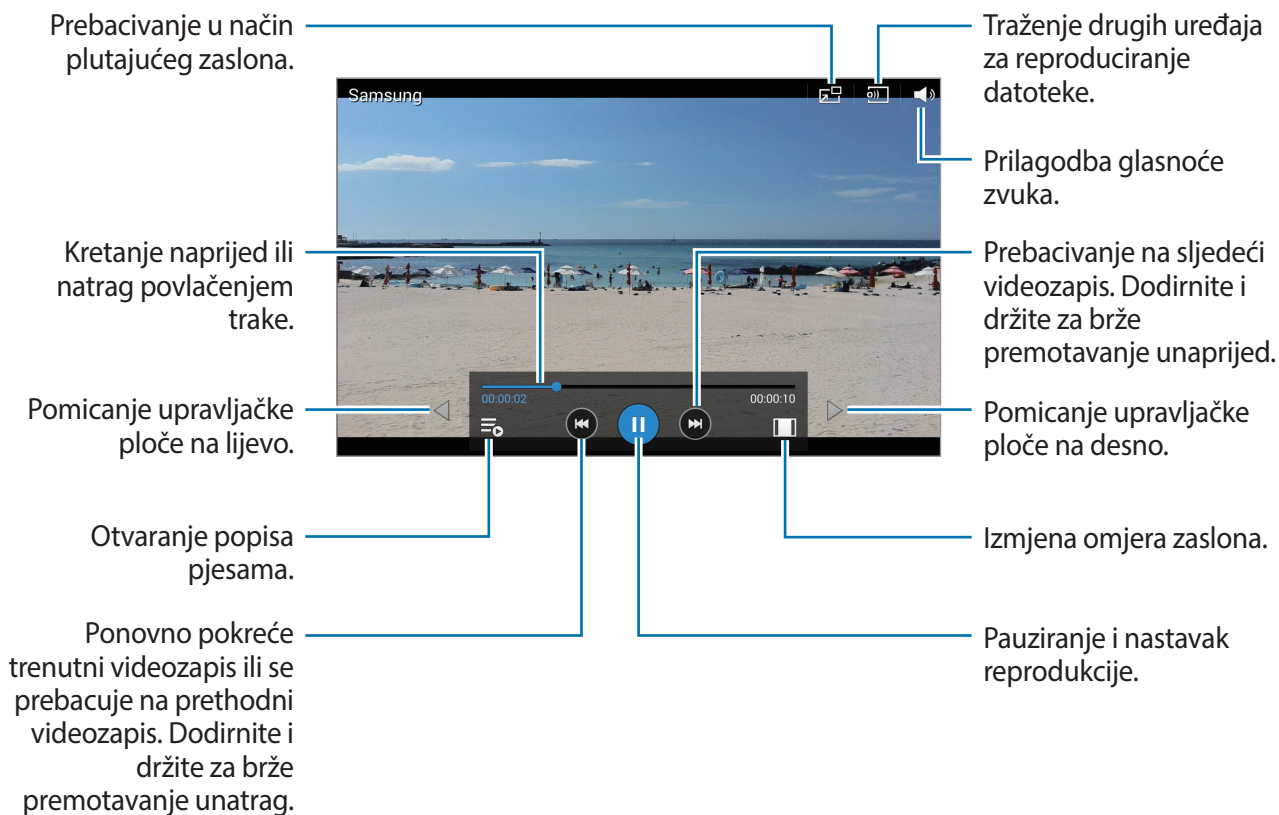 Prebacivanje u način
plutajućeg zaslona.
Traženje drugih uređaja
za reproduciranje
datoteke.
Samsung
Prilagodba glasnoće
zvuka.
Kretanje naprijed ili
natrag povlačenjem
trake.
Prebacivanje na sljedeći
videozapis. Dodirnite i
držite za brže
premotavanje unaprijed.
00:00:02
00:00:10
Pomicanje upravljačke
ploče na lijevo.
Pomicanje upravljačke
ploče na desno.
Otvaranje popisa
pjesama.
Izmjena omjera zaslona.
Ponovno pokreće
trenutni videozapis ili se
prebacuje na prethodni
videozapis. Dodirnite i
držite za brže
premotavanje unatrag.
Pauziranje i nastavak
reprodukcije.